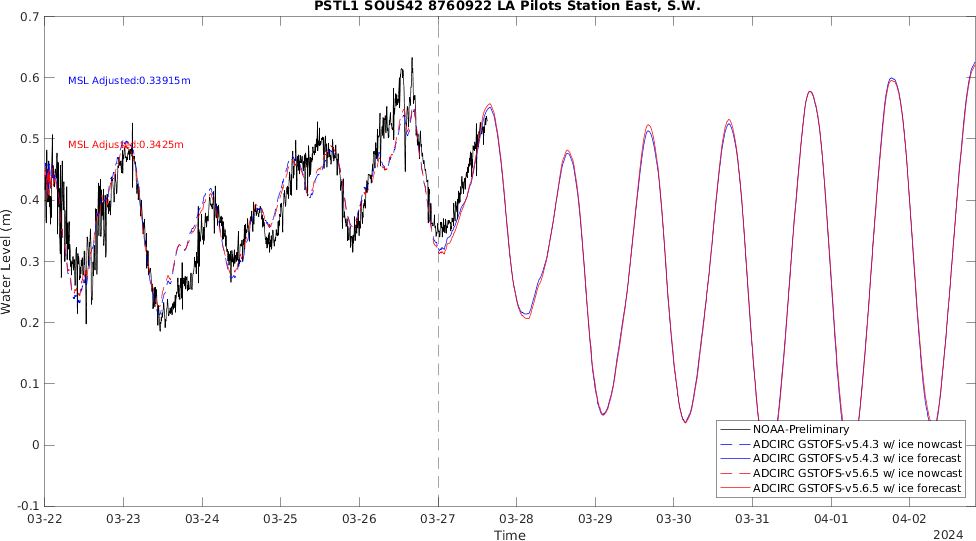 PSTL1 SOUS42 8760922 LA Pilots Station East, S.W.
0.7
0.6
0.5
0.4
0.3
0.2
0.1
0
-0.1
Water Level (m)
MSL Adjusted:0.33915m
MSL Adjusted:0.3425m
NOAA-Preliminary
ADCIRC GSTOFS-v5.4.3 w/ ice nowcast
ADCIRC GSTOFS-v5.4.3 w/ ice forecast
ADCIRC GSTOFS-v5.6.5 w/ ice nowcast
ADCIRC GSTOFS-v5.6.5 w/ ice forecast
03-22 03-23 03-24 03-25 03-26 03-27 03-28 03-29 03-30 03-31 04-01 04-02
Time
2024